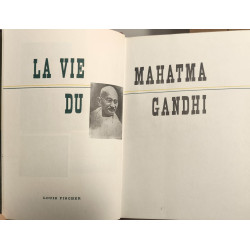 LA VIE
DU
MAHATMA
GANDHI
LOUIS FISCHER